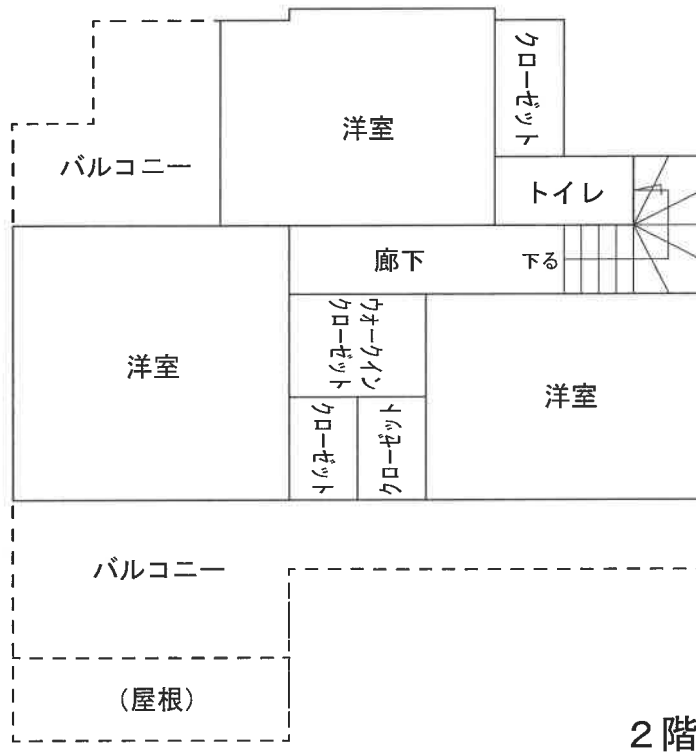 クローゼット
洋室
バルコニー
トイレ
廊下
下る
ウォークイン
クローゼット
洋室
洋室
クローゼット
クローゼット
バルコニー
(屋根)
2階